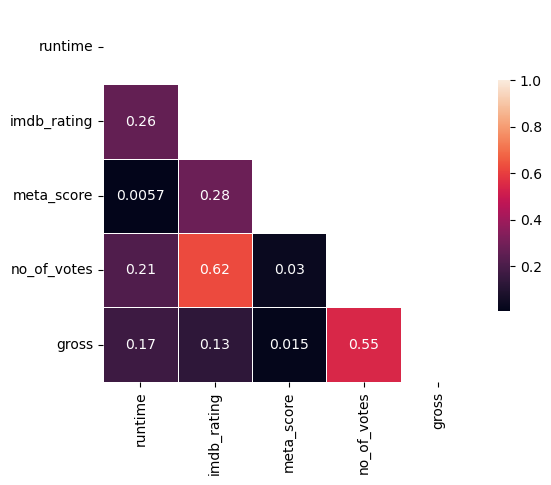 runtime
imdb_rating 0.26
meta_score 0.0057 0.28
no_of_votes 0.21 0.62 0.03
gross 0.17 0.13 0.015 0.55
runtime
imdb_rating
meta_score
no_of_votes
gross
1.0
0.8
0.6
0.4
0.2